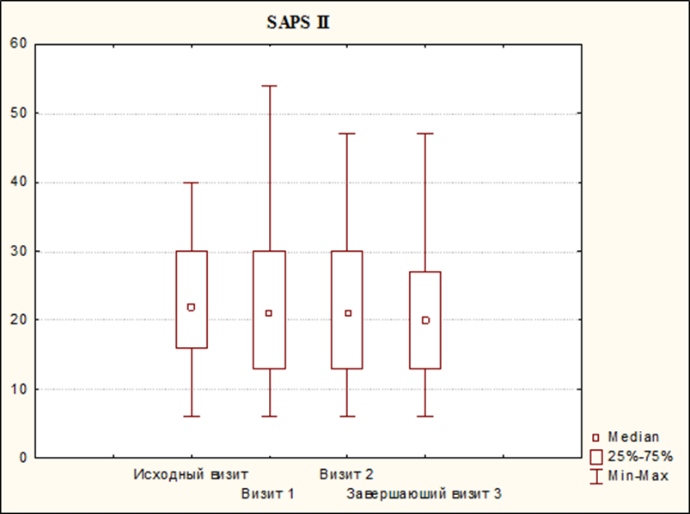 SAPS II
60
50
40
30
20
10
0
Исходный визит
Визит 2
Визит 1
Завершаюший визит 3
Median
25%-75%
Min-Max